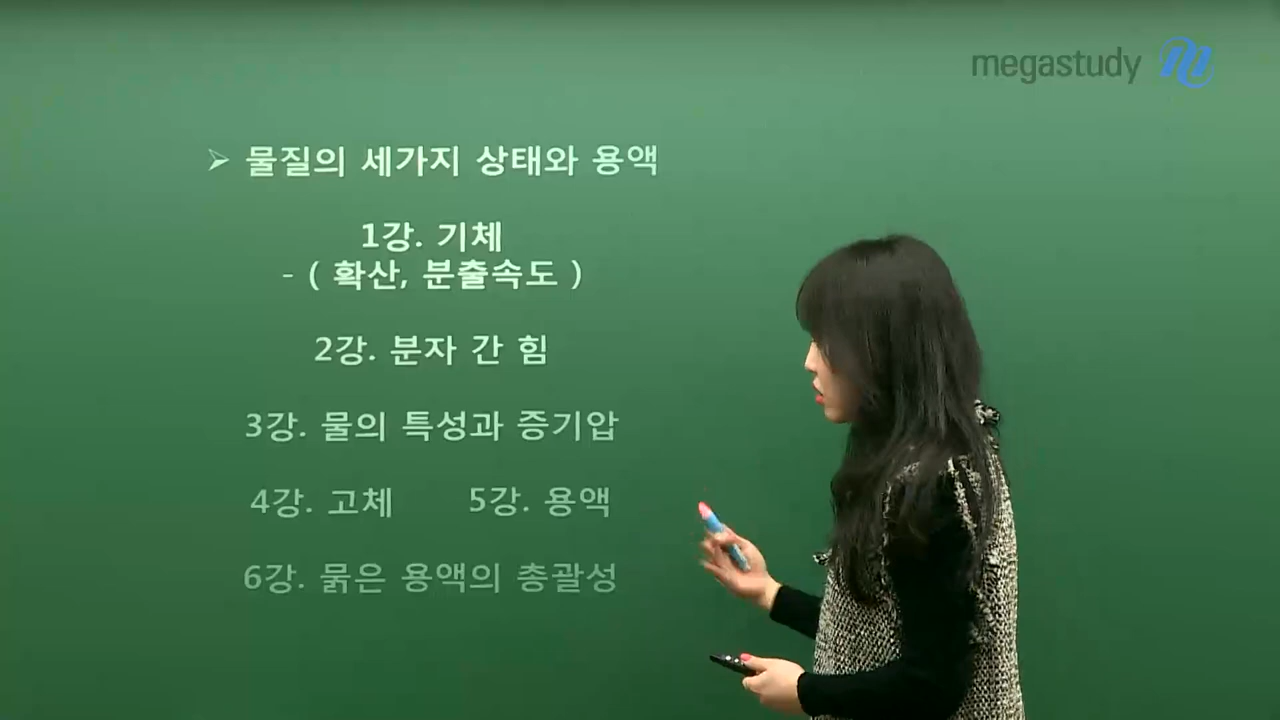 megastudy
➢ 물질의 세가지 상태와 용액
1강. 기체
- ( 확산, 분출속도 )
2강. 분자 간 힘
3강. 물의 특성과 증기압
4강. 고체 5강. 용액
6강. 묽은 용액의 총괄성